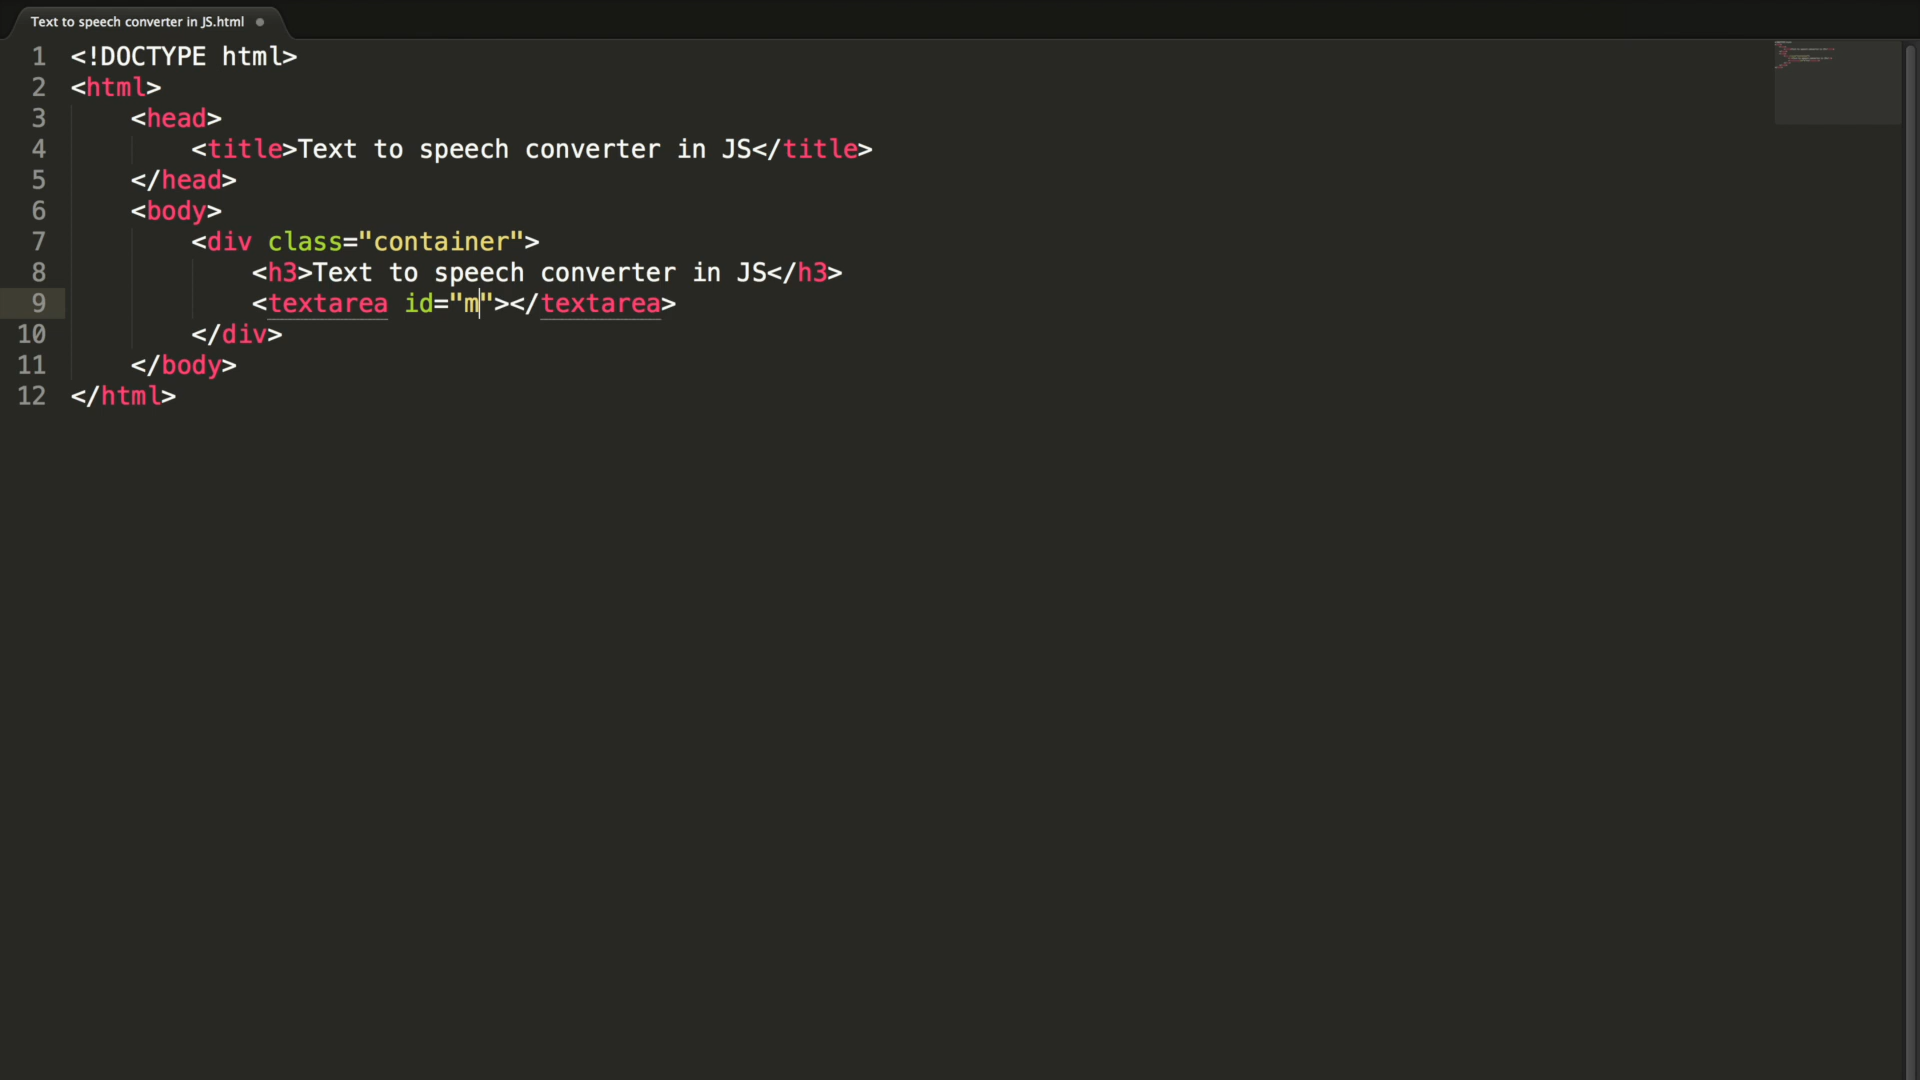 Text to speech converter in JS.html
1 <!DOCTYPE html>
2 <html>
3 <head>
4 <title>Text to speech converter in JS</title>
5 </head>
6 <body>
7 <div class="container">
8 <h3>Text to speech converter in JS</h3>
9 <textarea id="m"></textarea>
10 </div>
11 </body>
12 </html>